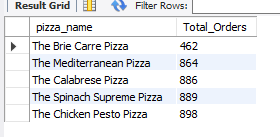 Result Grid Filter Rows:
pizza_name Total_Orders
The Brie Carre Pizza 462
The Mediterranean Pizza 864
The Calabrese Pizza 886
The Spinach Supreme Pizza 889
The Chicken Pesto Pizza 898